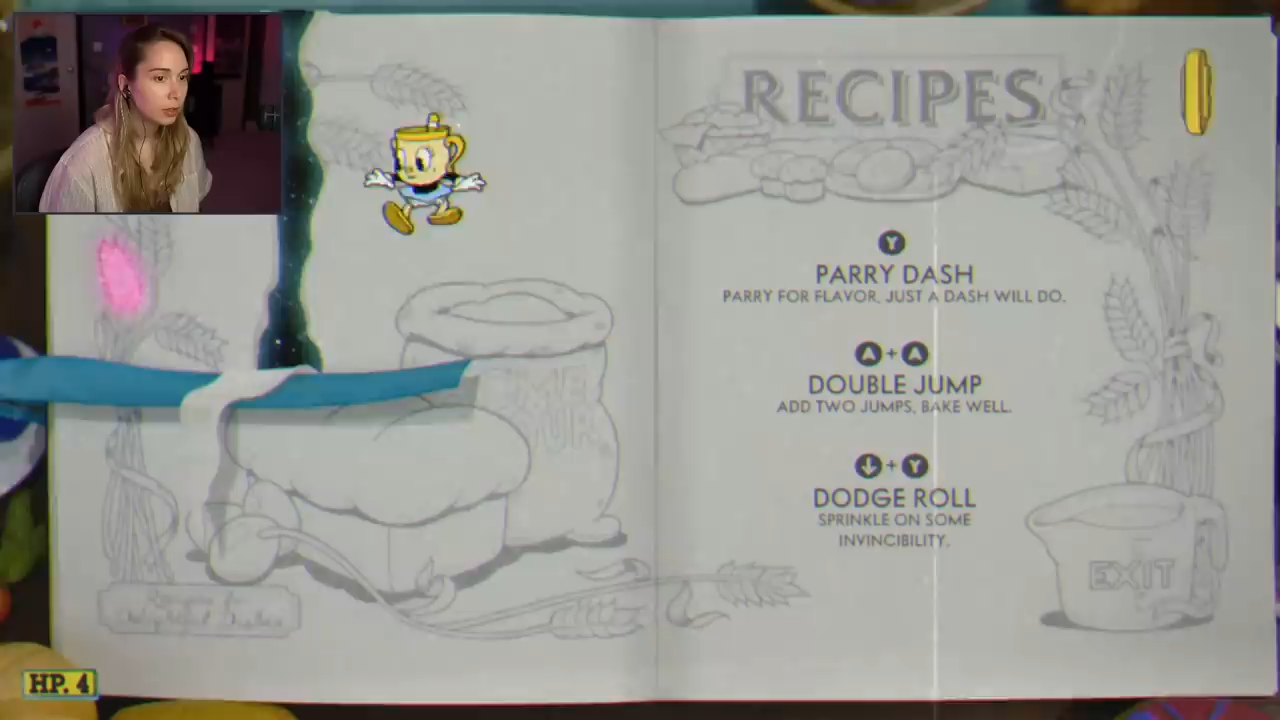 RECIPES
Y
PARRY DASH
PARRY FOR FLAVOR, JUST A DASH WILL DO.
A + A
DOUBLE JUMP
ADD TWO JUMPS, BAKE WELL.
↓ + Y
DODGE ROLL
SPRINKLE ON SOME
INVINCIBILITY.
EXIT
HP. 4